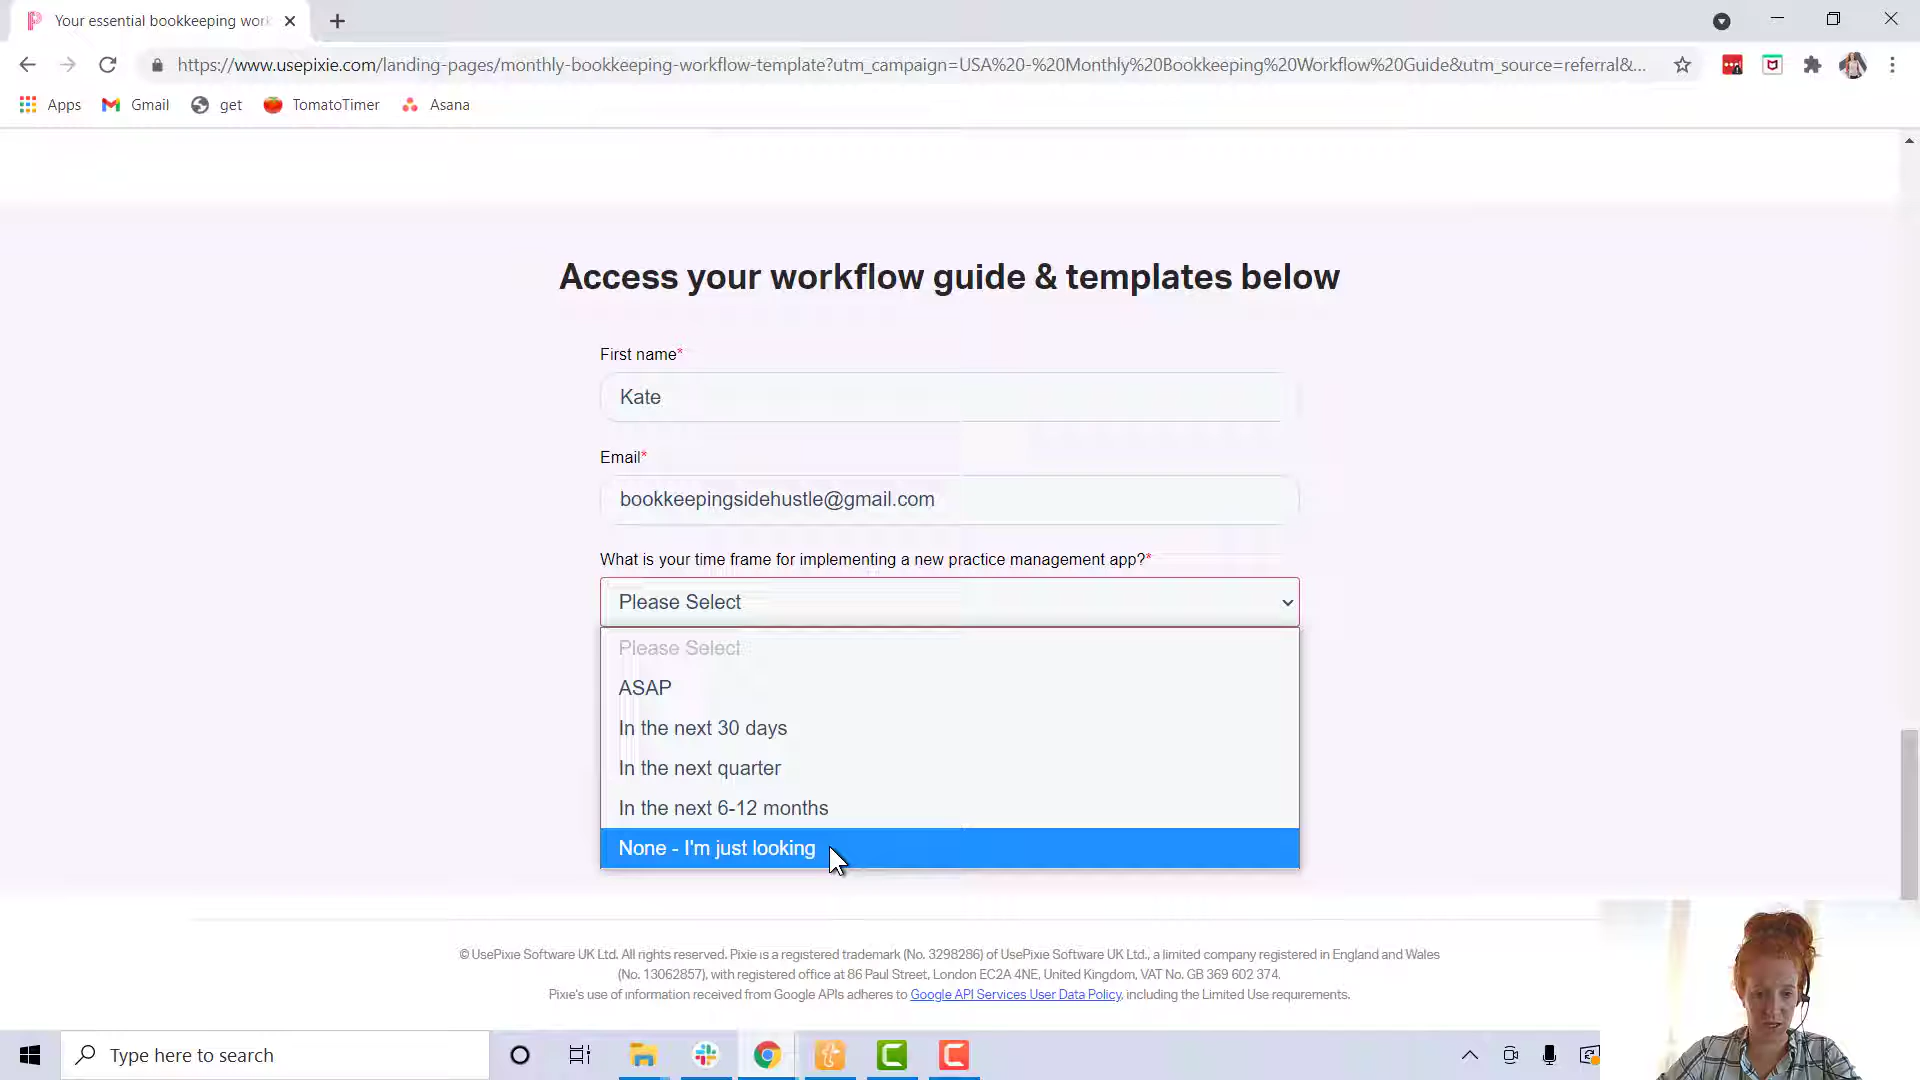 Your essential bookkeeping work
https://www.usepixie.com/landing-pages/monthly-bookkeeping-workflow-template?utm_campaign=USA%20-%20Monthly%20Bookkeeping%20Workflow%20Guide&utm_source=referral&...
Apps Gmail get TomatoTimer Asana
Access your workflow guide & templates below
First name*
Kate
Email*
bookkeepingsidehustle@gmail.com
What is your time frame for implementing a new practice management app?*
Please Select
Please Select
ASAP
In the next 30 days
In the next quarter
In the next 6-12 months
None - I'm just looking
© UsePixie Software UK Ltd. All rights reserved. Pixie is a registered trademark (No. 3298286) of UsePixie Software UK Ltd., a limited company registered in England and Wales
(No. 13062857), with registered office at 86 Paul Street, London EC2A 4NE, United Kingdom, VAT No. GB 369 602 374.
Pixie's use of information received from Google APIs adheres to Google API Services User Data Policy, including the Limited Use requirements.
Type here to search